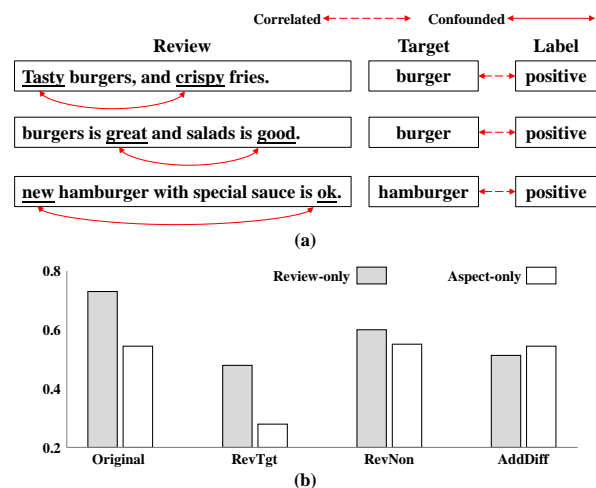 Correlated Confounded
Review Target Label
Tasty burgers, and crispy fries. burger positive
burgers is great and salads is good. burger positive
new hamburger with special sauce is ok. hamburger positive
(a)
0.8
Review-only Aspect-only
0.6
0.4
0.2
Original RevTgt RevNon AddDiff
(b)